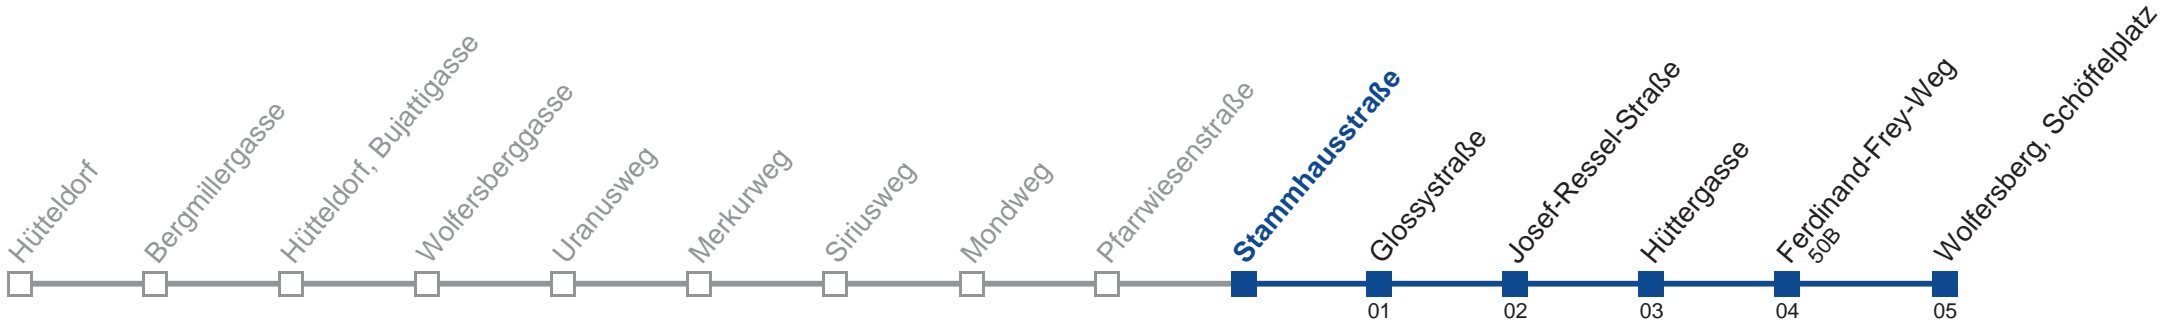 Hütteldorf
Bergmillergasse
Hütteldorf, Bujattigasse
Wolfersberggasse
Uranusweg
Merkurweg
Siriusweg
Mondweg
Pfarrwiesenstraße
Stammhausstraße
Glossystraße
Josef-Ressel-Straße
Hüttergasse
Ferdinand-Frey-Weg
50B
Wolfersberg, Schöffelplatz
01
02
03
04
05